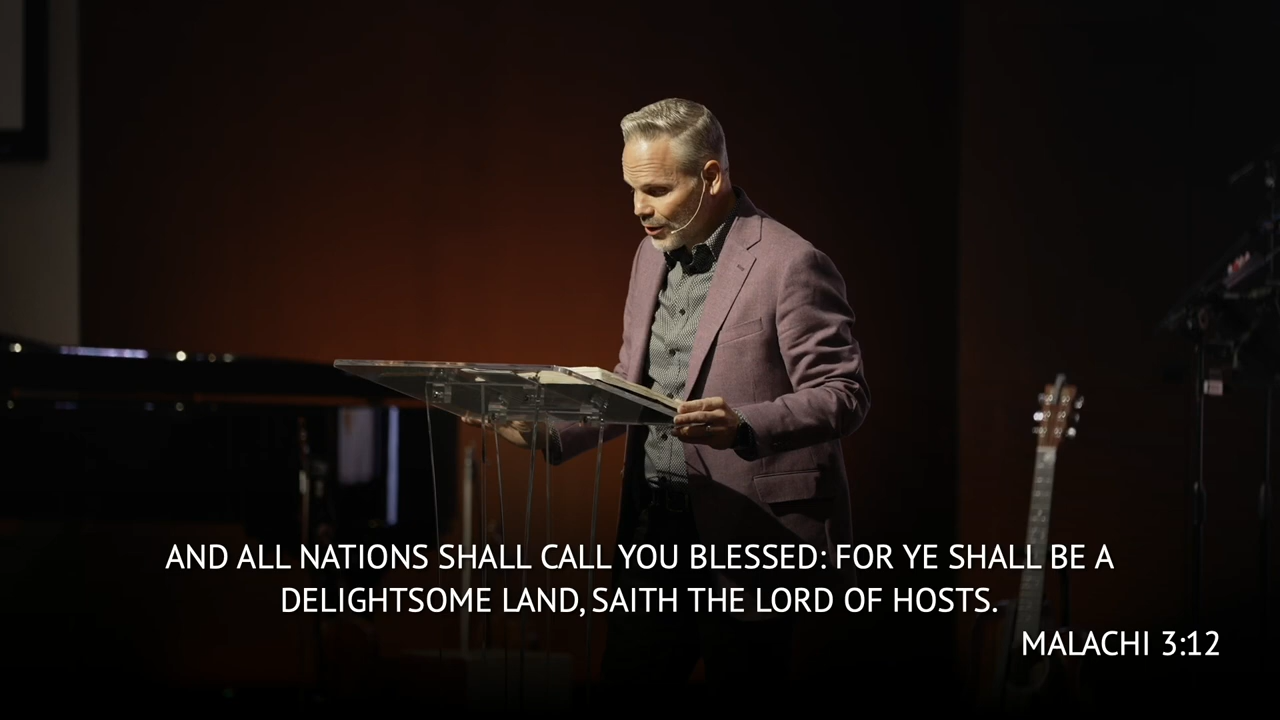 AND ALL NATIONS SHALL CALL YOU BLESSED: FOR YE SHALL BE A
DELIGHTSOME LAND, SAITH THE LORD OF HOSTS.
MALACHI 3:12